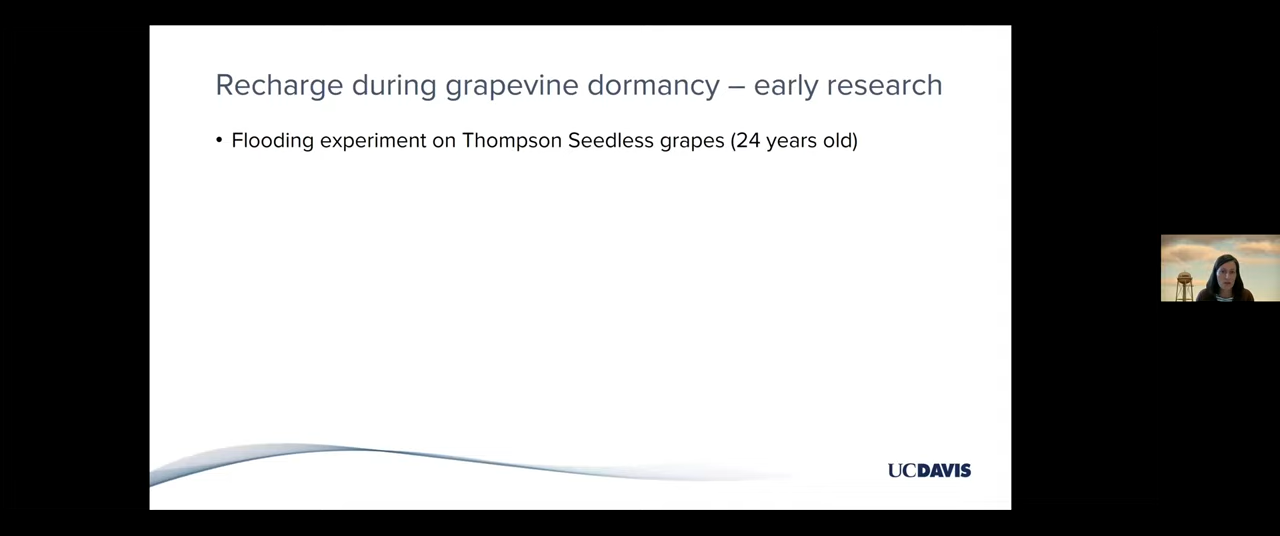 Recharge during grapevine dormancy – early research
• Flooding experiment on Thompson Seedless grapes (24 years old)
UCDAVIS